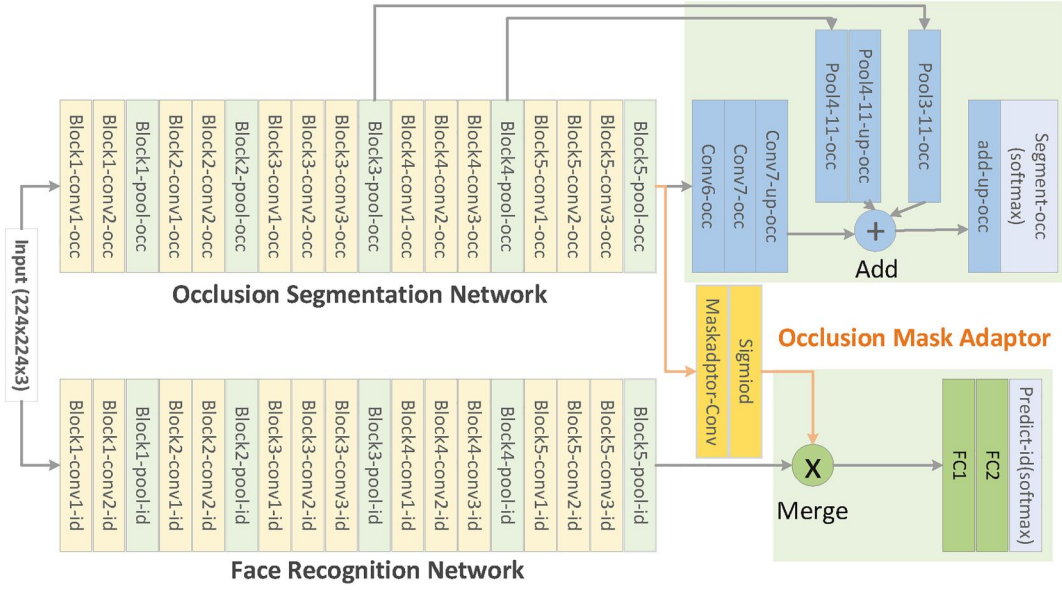 Input (224x224x3)
Block1-conv1-occ
Block1-conv2-occ
Block1-pool-occ
Block2-conv1-occ
Block2-conv2-occ
Block2-pool-occ
Block3-conv1-occ
Block3-conv2-occ
Block3-conv3-occ
Block3-pool-occ
Block4-conv1-occ
Block4-conv2-occ
Block4-conv3-occ
Block4-pool-occ
Block5-conv1-occ
Block5-conv2-occ
Block5-conv3-occ
Block5-pool-occ
Occlusion Segmentation Network
Conv6-occ
Conv7-occ
Conv7-up-occ
Pool4-11-occ
Pool4-11-up-occ
Pool3-11-occ
+
Add
add-up-occ
Segment-occ
(softmax)
Maskadptor-Conv
Sigmiod
Occlusion Mask Adaptor
Block1-conv1-id
Block1-conv2-id
Block1-pool-id
Block2-conv1-id
Block2-conv2-id
Block2-pool-id
Block3-conv1-id
Block3-conv2-id
Block3-conv3-id
Block3-pool-id
Block4-conv1-id
Block4-conv2-id
Block4-conv3-id
Block4-pool-id
Block5-conv1-id
Block5-conv2-id
Block5-conv3-id
Block5-pool-id
Face Recognition Network
X
Merge
FC1
FC2
Predict-id(softmax)